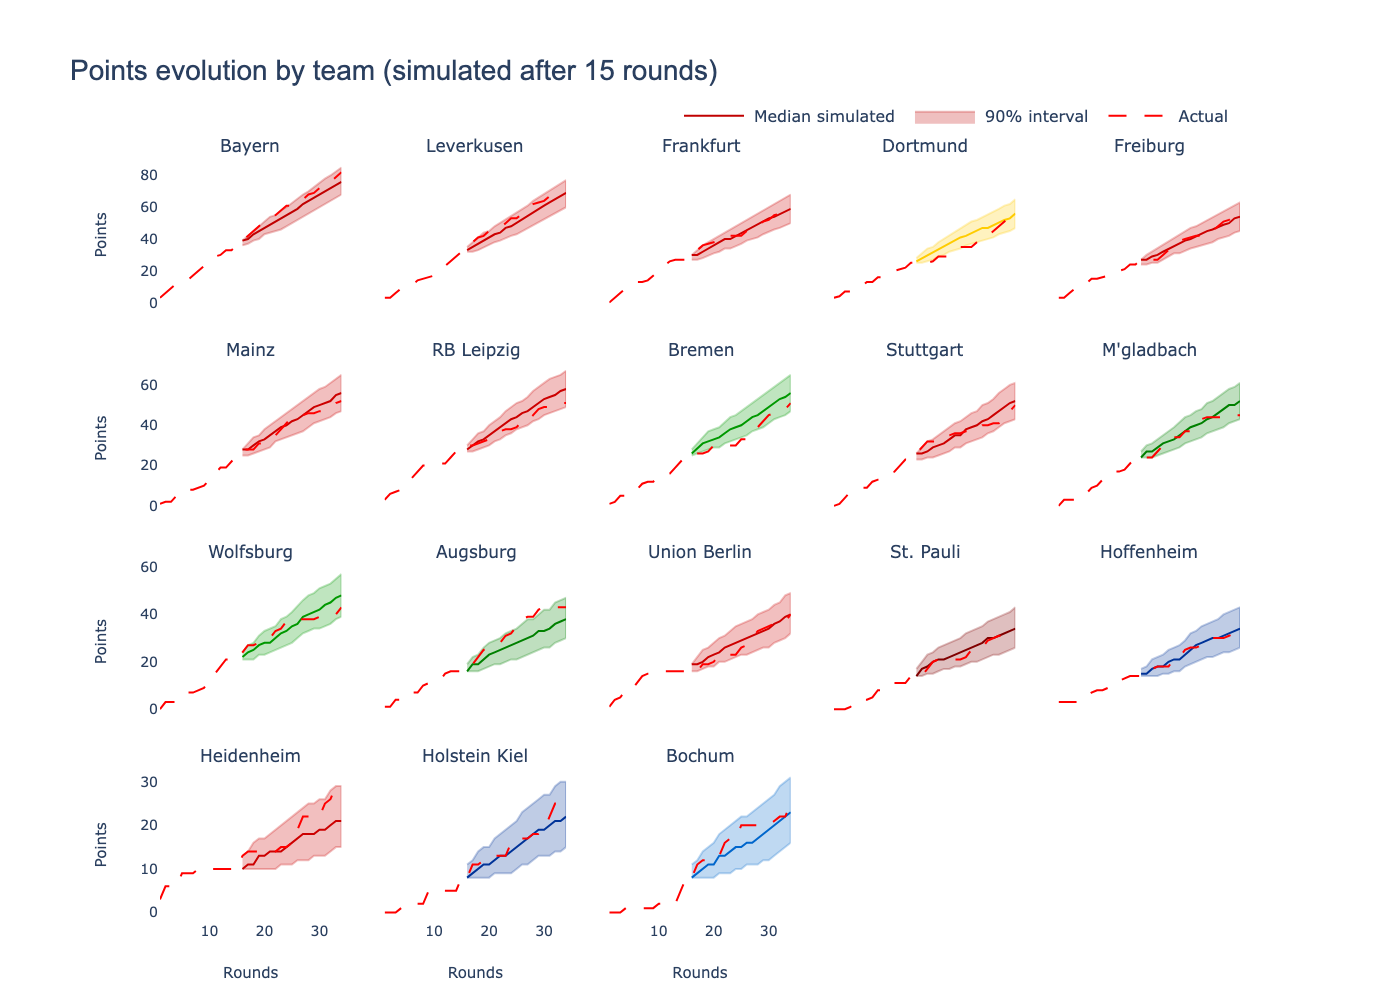 Points evolution by team (simulated after 15 rounds)
Median simulated 90% interval Actual
Bayern Leverkusen Frankfurt Dortmund Freiburg
80
60
40
20
0
Points
Mainz RB Leipzig Bremen Stuttgart M'gladbach
60
40
20
0
Points
Wolfsburg Augsburg Union Berlin St. Pauli Hoffenheim
60
40
20
0
Points
Heidenheim Holstein Kiel Bochum
30
20
10
0
Points
10 20 30 10 20 30 10 20 30
Rounds Rounds Rounds